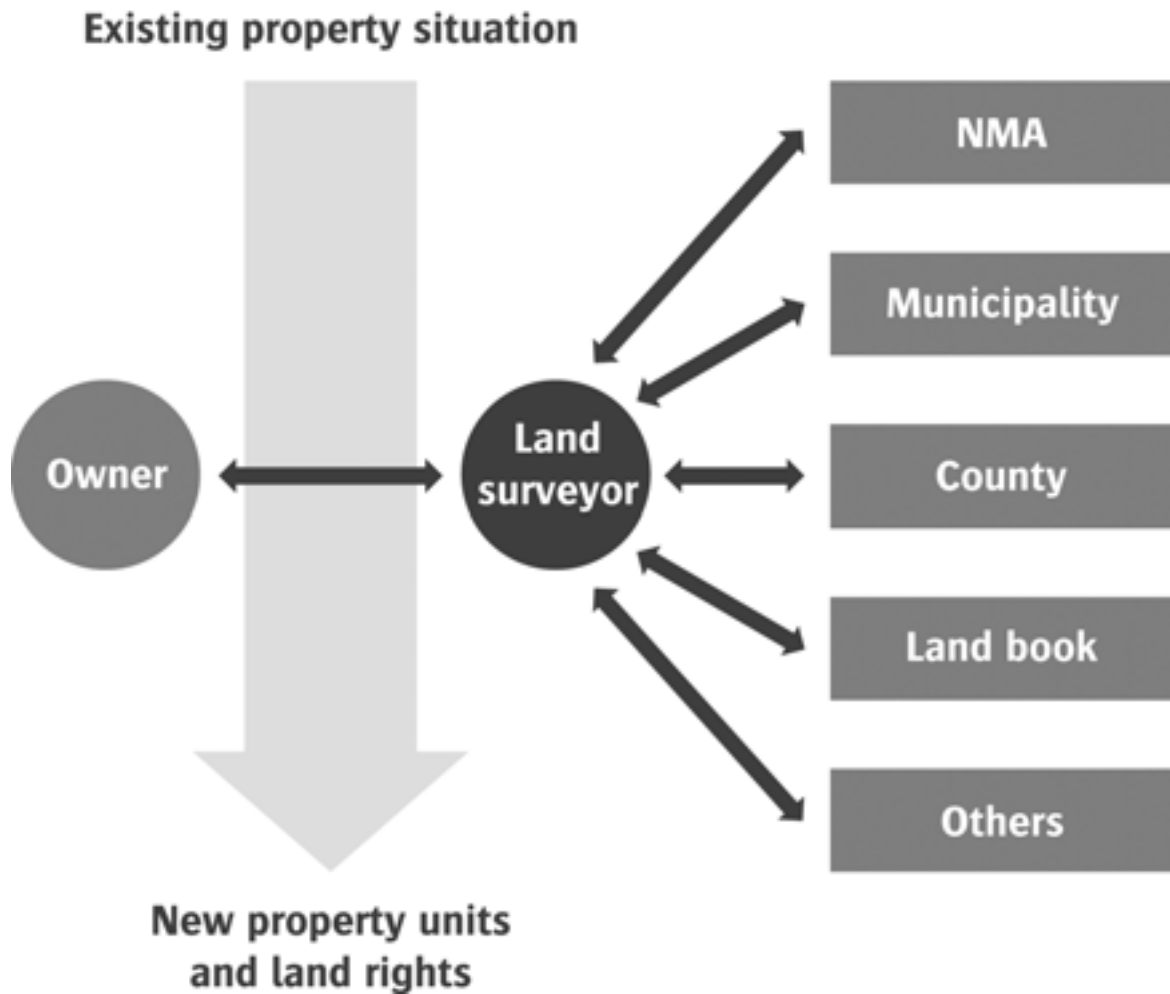 Existing property situation
NMA
Municipality
Owner
Land
surveyor
County
Land book
Others
New property units
and land rights